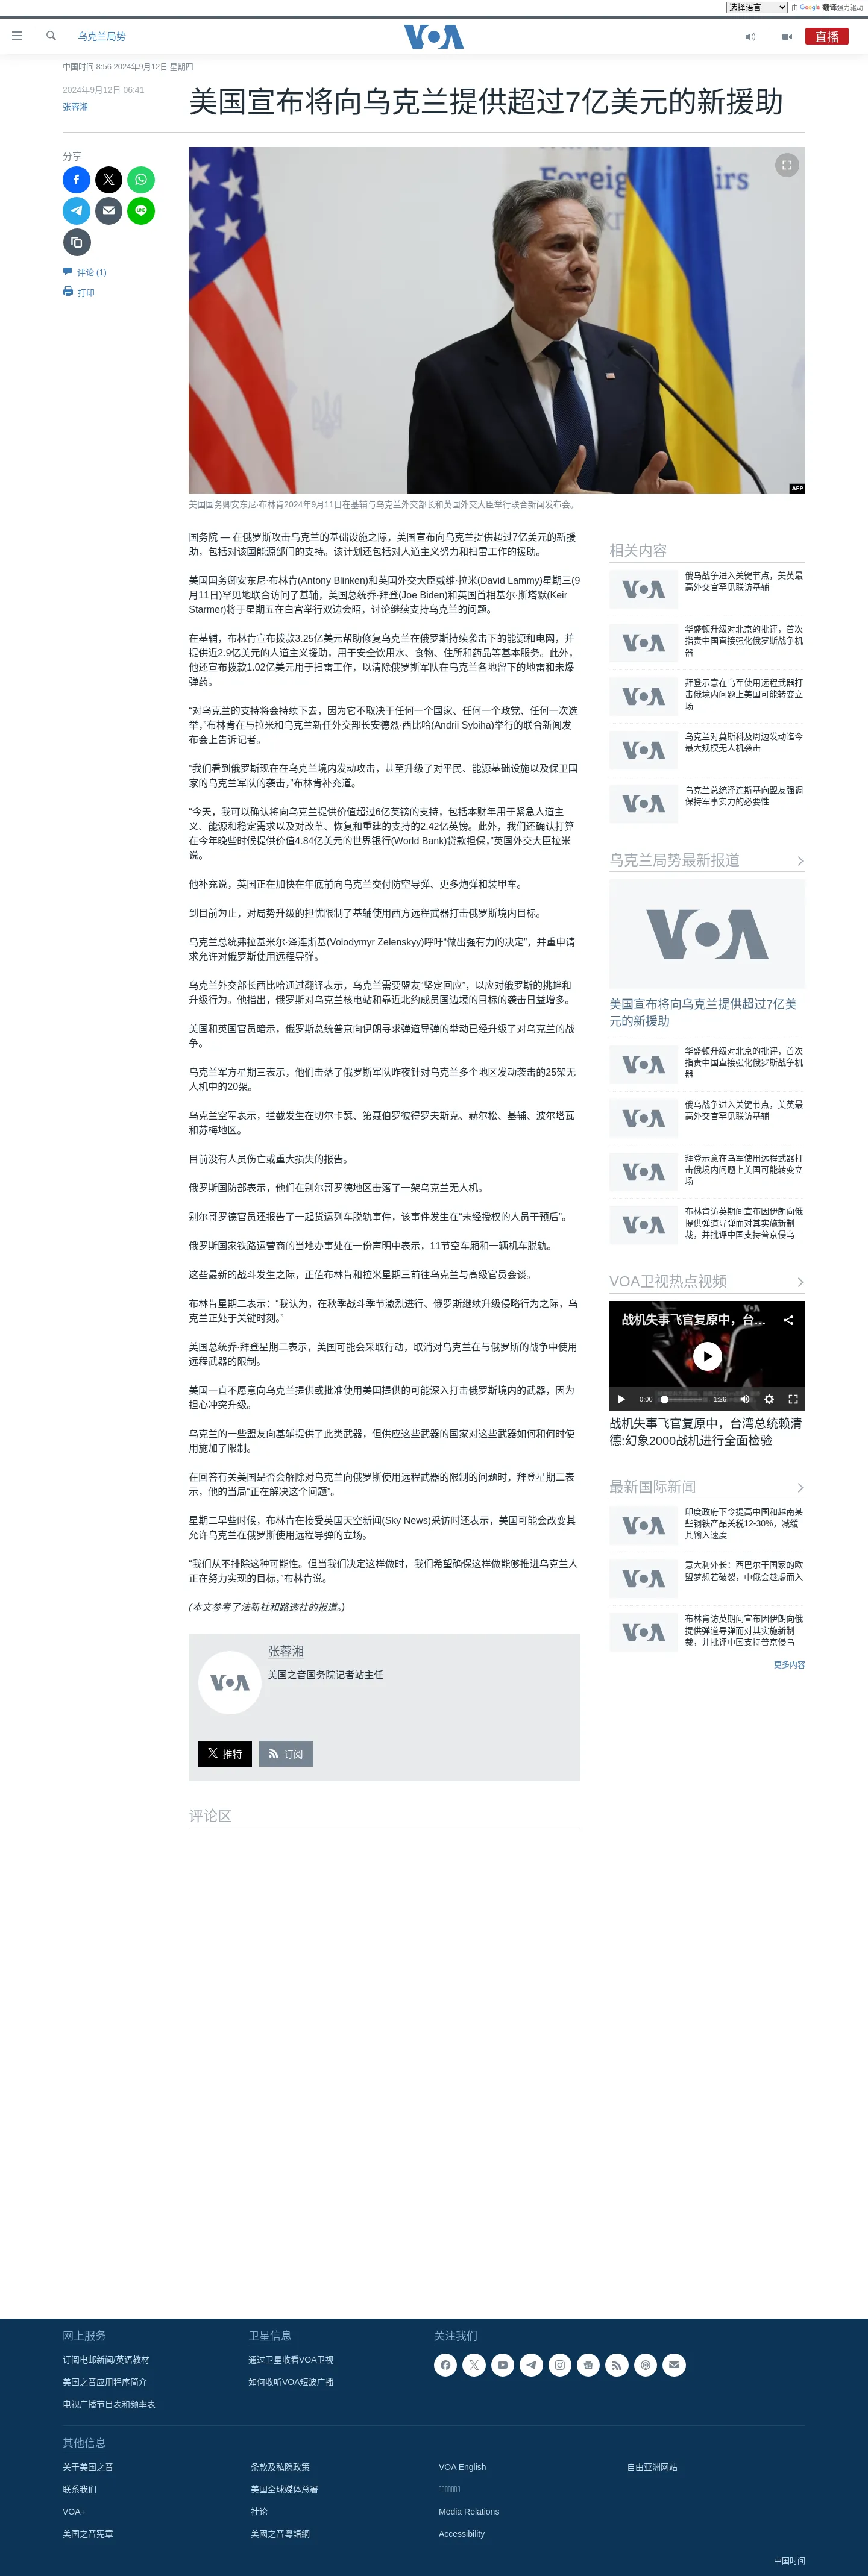 选择语言 由 Google 翻译强力驱动
乌克兰局势
VOA
直播
中国时间 8:56 2024年9月12日 星期四
2024年9月12日 06:41
张蓉湘
美国宣布将向乌克兰提供超过7亿美元的新援助
分享
评论 (1)
打印
Ministry
Foreign Affairs
AFP
美国国务卿安东尼·布林肯2024年9月11日在基辅与乌克兰外交部长和英国外交大臣举行联合新闻发布会。
国务院 — 在俄罗斯攻击乌克兰的基础设施之际，美国宣布向乌克兰提供超过7亿美元的新援
助，包括对该国能源部门的支持。该计划还包括对人道主义努力和扫雷工作的援助。
美国国务卿安东尼·布林肯(Antony Blinken)和英国外交大臣戴维·拉米(David Lammy)星期三(9
月11日)罕见地联合访问了基辅，美国总统乔·拜登(Joe Biden)和英国首相基尔·斯塔默(Keir
Starmer)将于星期五在白宫举行双边会晤，讨论继续支持乌克兰的问题。
在基辅，布林肯宣布拨款3.25亿美元帮助修复乌克兰在俄罗斯持续袭击下的能源和电网，并
提供近2.9亿美元的人道主义援助，用于安全饮用水、食物、住所和药品等基本服务。此外，
他还宣布拨款1.02亿美元用于扫雷工作，以清除俄罗斯军队在乌克兰各地留下的地雷和未爆
弹药。
“对乌克兰的支持将会持续下去，因为它不取决于任何一个国家、任何一个政党、任何一次选
举，”布林肯在与拉米和乌克兰新任外交部长安德烈·西比哈(Andrii Sybiha)举行的联合新闻发
布会上告诉记者。
“我们看到俄罗斯现在在乌克兰境内发动攻击，甚至升级了对平民、能源基础设施以及保卫国
家的乌克兰军队的袭击，”布林肯补充道。
“今天，我可以确认将向乌克兰提供价值超过6亿英镑的支持，包括本财年用于紧急人道主
义、能源和稳定需求以及对改革、恢复和重建的支持的2.42亿英镑。此外，我们还确认打算
在今年晚些时候提供价值4.84亿美元的世界银行(World Bank)贷款担保，”英国外交大臣拉米
说。
他补充说，英国正在加快在年底前向乌克兰交付防空导弹、更多炮弹和装甲车。
到目前为止，对局势升级的担忧限制了基辅使用西方远程武器打击俄罗斯境内目标。
乌克兰总统弗拉基米尔·泽连斯基(Volodymyr Zelenskyy)呼吁“做出强有力的决定”，并重申请
求允许对俄罗斯使用远程导弹。
乌克兰外交部长西比哈通过翻译表示，乌克兰需要盟友“坚定回应”，以应对俄罗斯的挑衅和
升级行为。他指出，俄罗斯对乌克兰核电站和靠近北约成员国边境的目标的袭击日益增多。
美国和英国官员暗示，俄罗斯总统普京向伊朗寻求弹道导弹的举动已经升级了对乌克兰的战
争。
乌克兰军方星期三表示，他们击落了俄罗斯军队昨夜针对乌克兰多个地区发动袭击的25架无
人机中的20架。
乌克兰空军表示，拦截发生在切尔卡瑟、第聂伯罗彼得罗夫斯克、赫尔松、基辅、波尔塔瓦
和苏梅地区。
目前没有人员伤亡或重大损失的报告。
俄罗斯国防部表示，他们在别尔哥罗德地区击落了一架乌克兰无人机。
别尔哥罗德官员还报告了一起货运列车脱轨事件，该事件发生在“未经授权的人员干预后”。
俄罗斯国家铁路运营商的当地办事处在一份声明中表示，11节空车厢和一辆机车脱轨。
这些最新的战斗发生之际，正值布林肯和拉米星期三前往乌克兰与高级官员会谈。
布林肯星期二表示：“我认为，在秋季战斗季节激烈进行、俄罗斯继续升级侵略行为之际，乌
克兰正处于关键时刻。”
美国总统乔·拜登星期二表示，美国可能会采取行动，取消对乌克兰在与俄罗斯的战争中使用
远程武器的限制。
美国一直不愿意向乌克兰提供或批准使用美国提供的可能深入打击俄罗斯境内的武器，因为
担心冲突升级。
乌克兰的一些盟友向基辅提供了此类武器，但供应这些武器的国家对这些武器如何和何时使
用施加了限制。
在回答有关美国是否会解除对乌克兰向俄罗斯使用远程武器的限制的问题时，拜登星期二表
示，他的当局“正在解决这个问题”。
星期二早些时候，布林肯在接受英国天空新闻(Sky News)采访时还表示，美国可能会改变其
允许乌克兰在俄罗斯使用远程导弹的立场。
“我们从不排除这种可能性。但当我们决定这样做时，我们希望确保这样做能够推进乌克兰人
正在努力实现的目标，”布林肯说。
(本文参考了法新社和路透社的报道。)
张蓉湘
美国之音国务院记者站主任
推特
订阅
评论区
相关内容
俄乌战争进入关键节点，美英最
高外交官罕见联访基辅
华盛顿升级对北京的批评，首次
指责中国直接强化俄罗斯战争机
器
拜登示意在乌军使用远程武器打
击俄境内问题上美国可能转变立
场
乌克兰对莫斯科及周边发动迄今
最大规模无人机袭击
乌克兰总统泽连斯基向盟友强调
保持军事实力的必要性
乌克兰局势最新报道
美国宣布将向乌克兰提供超过7亿美
元的新援助
华盛顿升级对北京的批评，首次
指责中国直接强化俄罗斯战争机
器
俄乌战争进入关键节点，美英最
高外交官罕见联访基辅
拜登示意在乌军使用远程武器打
击俄境内问题上美国可能转变立
场
布林肯访英期间宣布因伊朗向俄
提供弹道导弹而对其实施新制
裁，并批评中国支持普京侵乌
VOA卫视热点视频
战机失事飞官复原中，台…
0:00 1:26
战机失事飞官复原中，台湾总统赖清
德:幻象2000战机进行全面检验
最新国际新闻
印度政府下令提高中国和越南某
些钢铁产品关税12-30%，减缓
其输入速度
意大利外长：西巴尔干国家的欧
盟梦想若破裂，中俄会趁虚而入
布林肯访英期间宣布因伊朗向俄
提供弹道导弹而对其实施新制
裁，并批评中国支持普京侵乌
更多内容
网上服务
订阅电邮新闻/英语教材
美国之音应用程序简介
电视广播节目表和频率表
卫星信息
通过卫星收看VOA卫视
如何收听VOA短波广播
关注我们
其他信息
关于美国之音
联系我们
VOA+
美国之音宪章
条款及私隐政策
美国全球媒体总署
社论
美國之音粵語網
VOA English
Media Relations
Accessibility
自由亚洲网站
中国时间